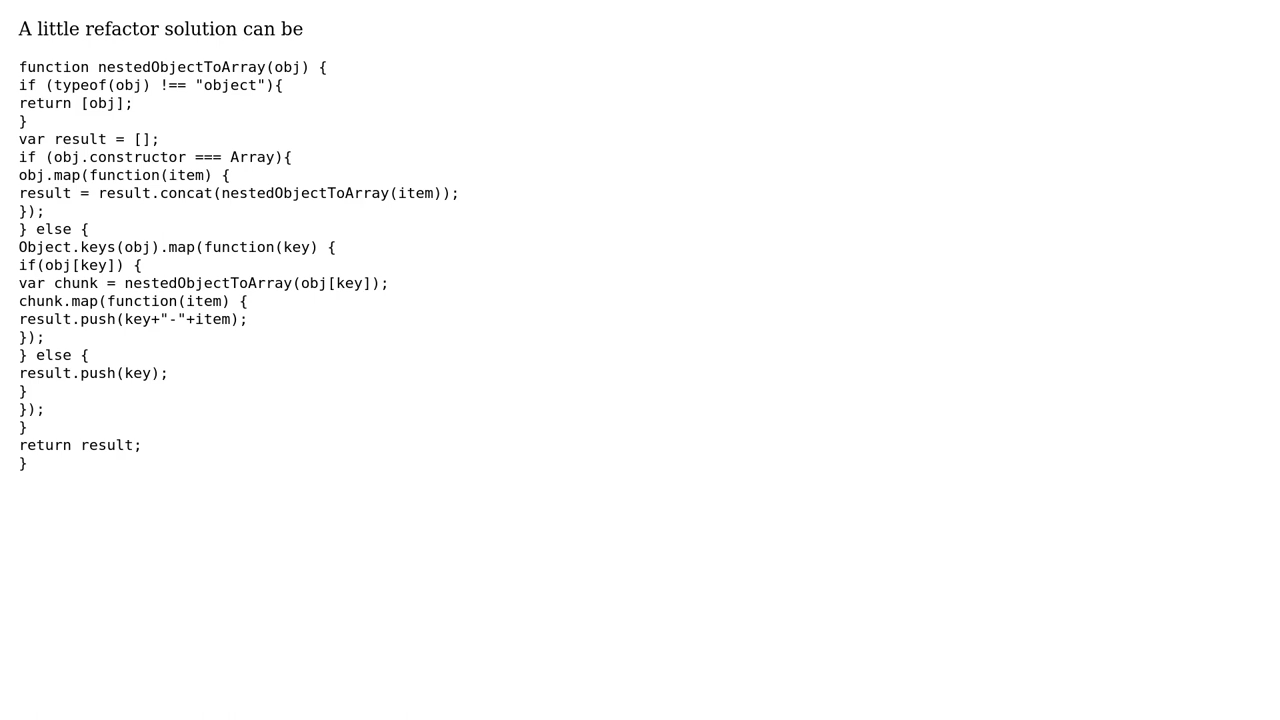 A little refactor solution can be
function nestedObjectToArray(obj) {
if (typeof(obj) !== "object"){
return [obj];
}
var result = [];
if (obj.constructor === Array){
obj.map(function(item) {
result = result.concat(nestedObjectToArray(item));
});
} else {
Object.keys(obj).map(function(key) {
if(obj[key]) {
var chunk = nestedObjectToArray(obj[key]);
chunk.map(function(item) {
result.push(key+"-"+item);
});
} else {
result.push(key);
}
});
}
return result;
}